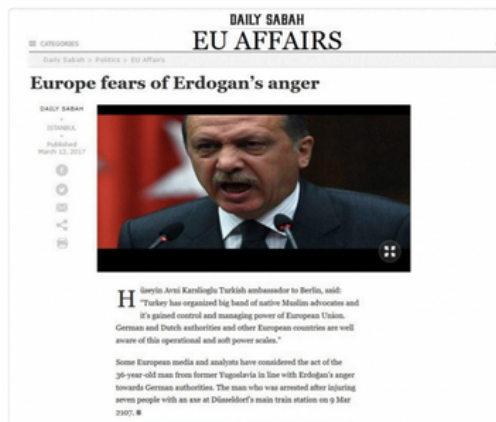 DAILY SABAH
EU AFFAIRS
CATEGORIES
Daily Sabah > Politics > EU Affairs
Europe fears of Erdogan's anger
DAILY SABAH
ISTANBUL
Published
March 12, 2017
Hüseyin Avni Karslioglu Turkish ambassador to Berlin, said:
"Turkey has organized big band of native Muslim advocates and
it's gained control and managing power of European Union.
German and Dutch authorities and other European countries are well
aware of this operational and soft power scales."
Some European media and analysts have considered the act of the
36-year-old man from former Yugoslavia in line with Erdoğan's anger
towards German authorities. The man who was arrested after injuring
seven people with an axe at Düsseldorf's main train station on 9 Mar
2107.